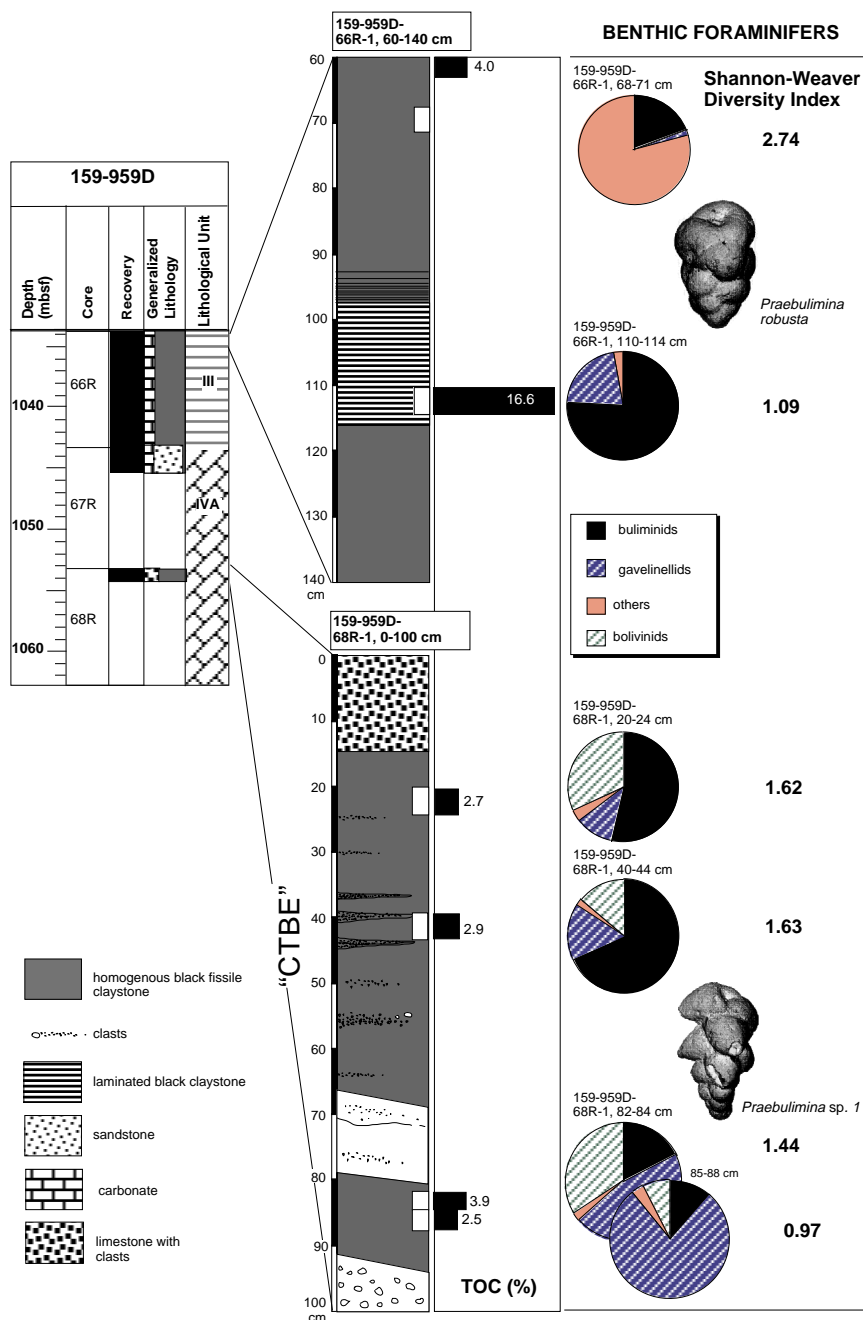 159-959D-
66R-1, 60-140 cm
BENTHIC FORAMINIFERS
60
70
80
90
100
110
120
130
140
cm
4.0
16.6
159-959D-
66R-1, 68-71 cm
Shannon-Weaver
Diversity Index
2.74
Praebulimina
robusta
159-959D-
66R-1, 110-114 cm
1.09
159-959D
Depth
(mbsf)
Core
Recovery
Generalized
Lithology
Lithological Unit
1040
1050
1060
66R
67R
68R
III
IVA
buliminids
gavelinellids
others
bolivinids
159-959D-
68R-1, 0-100 cm
0
10
20
30
40
50
60
70
80
90
100
cm
"CTBE"
2.7
2.9
3.9
2.5
TOC (%)
159-959D-
68R-1, 20-24 cm
1.62
159-959D-
68R-1, 40-44 cm
1.63
Praebulimina sp. 1
159-959D-
68R-1, 82-84 cm
1.44
85-88 cm
0.97
homogenous black fissile
claystone
clasts
laminated black claystone
sandstone
carbonate
limestone with
clasts